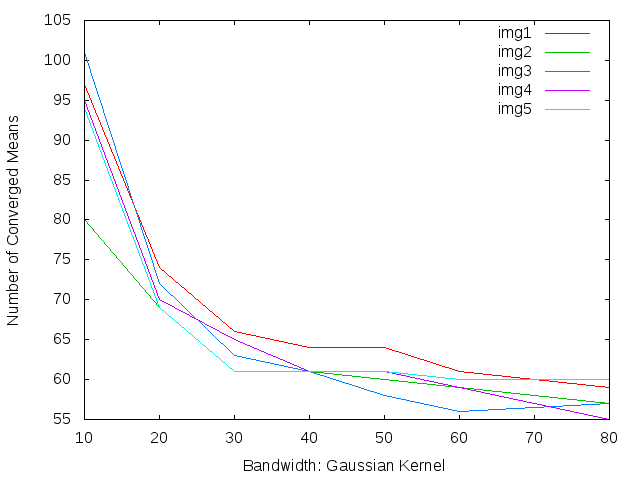 105
100
95
90
85
80
75
70
65
60
55
Number of Converged Means
img1
img2
img3
img4
img5
10 20 30 40 50 60 70 80
Bandwidth: Gaussian Kernel